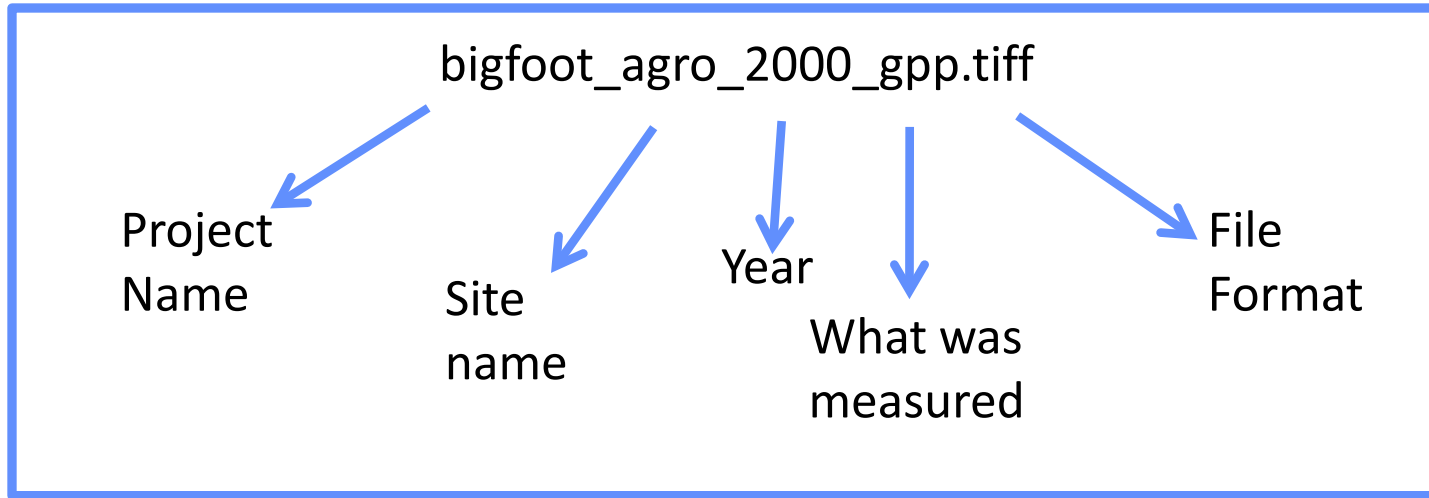 bigfoot_agro_2000_gpp.tiff
Project
Name
Site
name
Year
What was
measured
File
Format